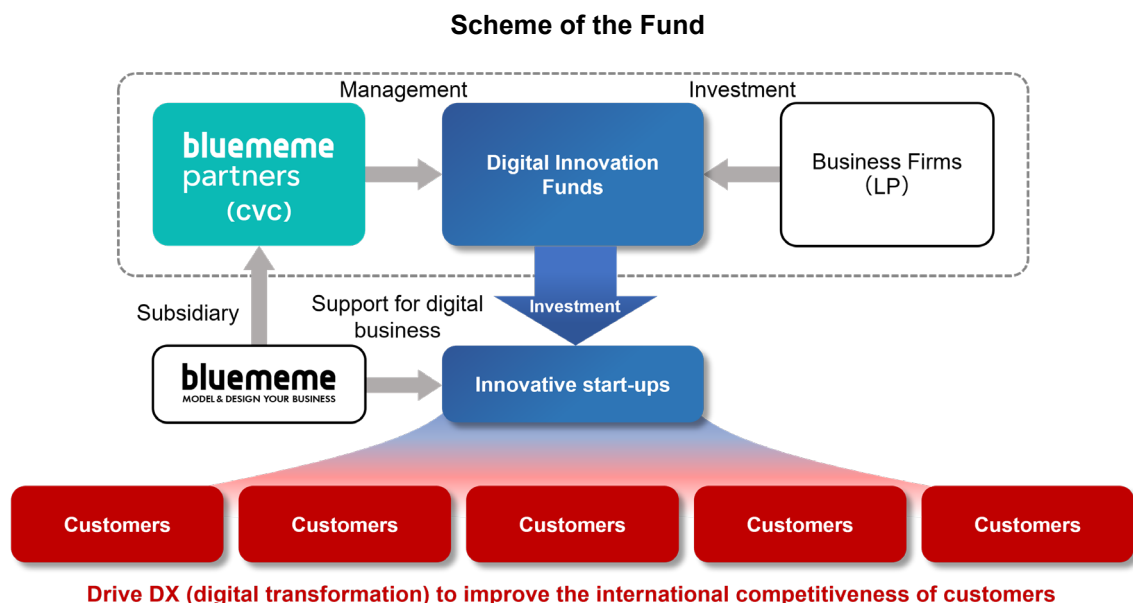 Scheme of the Fund
Management
Investment
bluememe
partners
(CVC)
Digital Innovation
Funds
Business Firms
(LP)
Subsidiary
Support for digital
business
Investment
bluememe
MODEL & DESIGN YOUR BUSINESS
Innovative start-ups
Customers
Customers
Customers
Customers
Customers
Drive DX (digital transformation) to improve the international competitiveness of customers